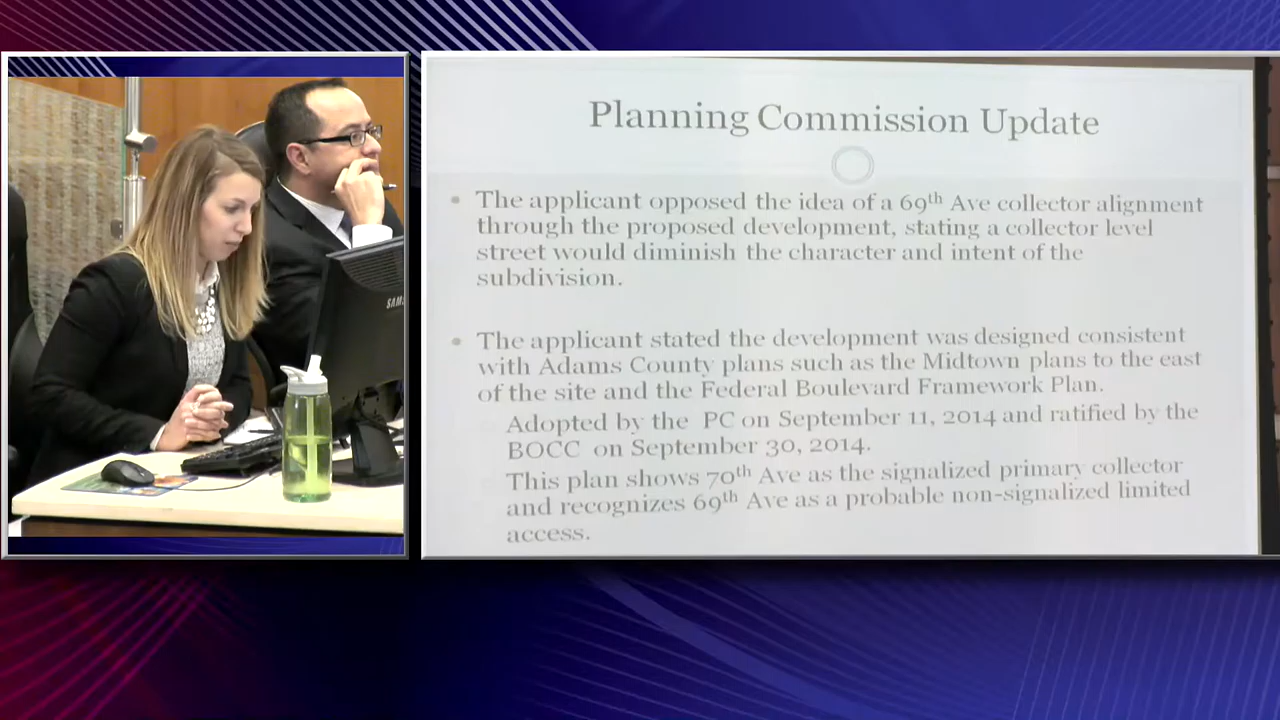 Planning Commission Update
The applicant opposed the idea of a 69th Ave collector alignment
through the proposed development, stating a collector level
street would diminish the character and intent of the
subdivision.
The applicant stated the development was designed consistent
with Adams County plans such as the Midtown plans to the east
of the site and the Federal Boulevard Framework Plan.
Adopted by the PC on September 11, 2014 and ratified by the
BOCC on September 30, 2014.
This plan shows 70th Ave as the signalized primary collector
and recognizes 69th Ave as a probable non-signalized limited
access.
SAMS